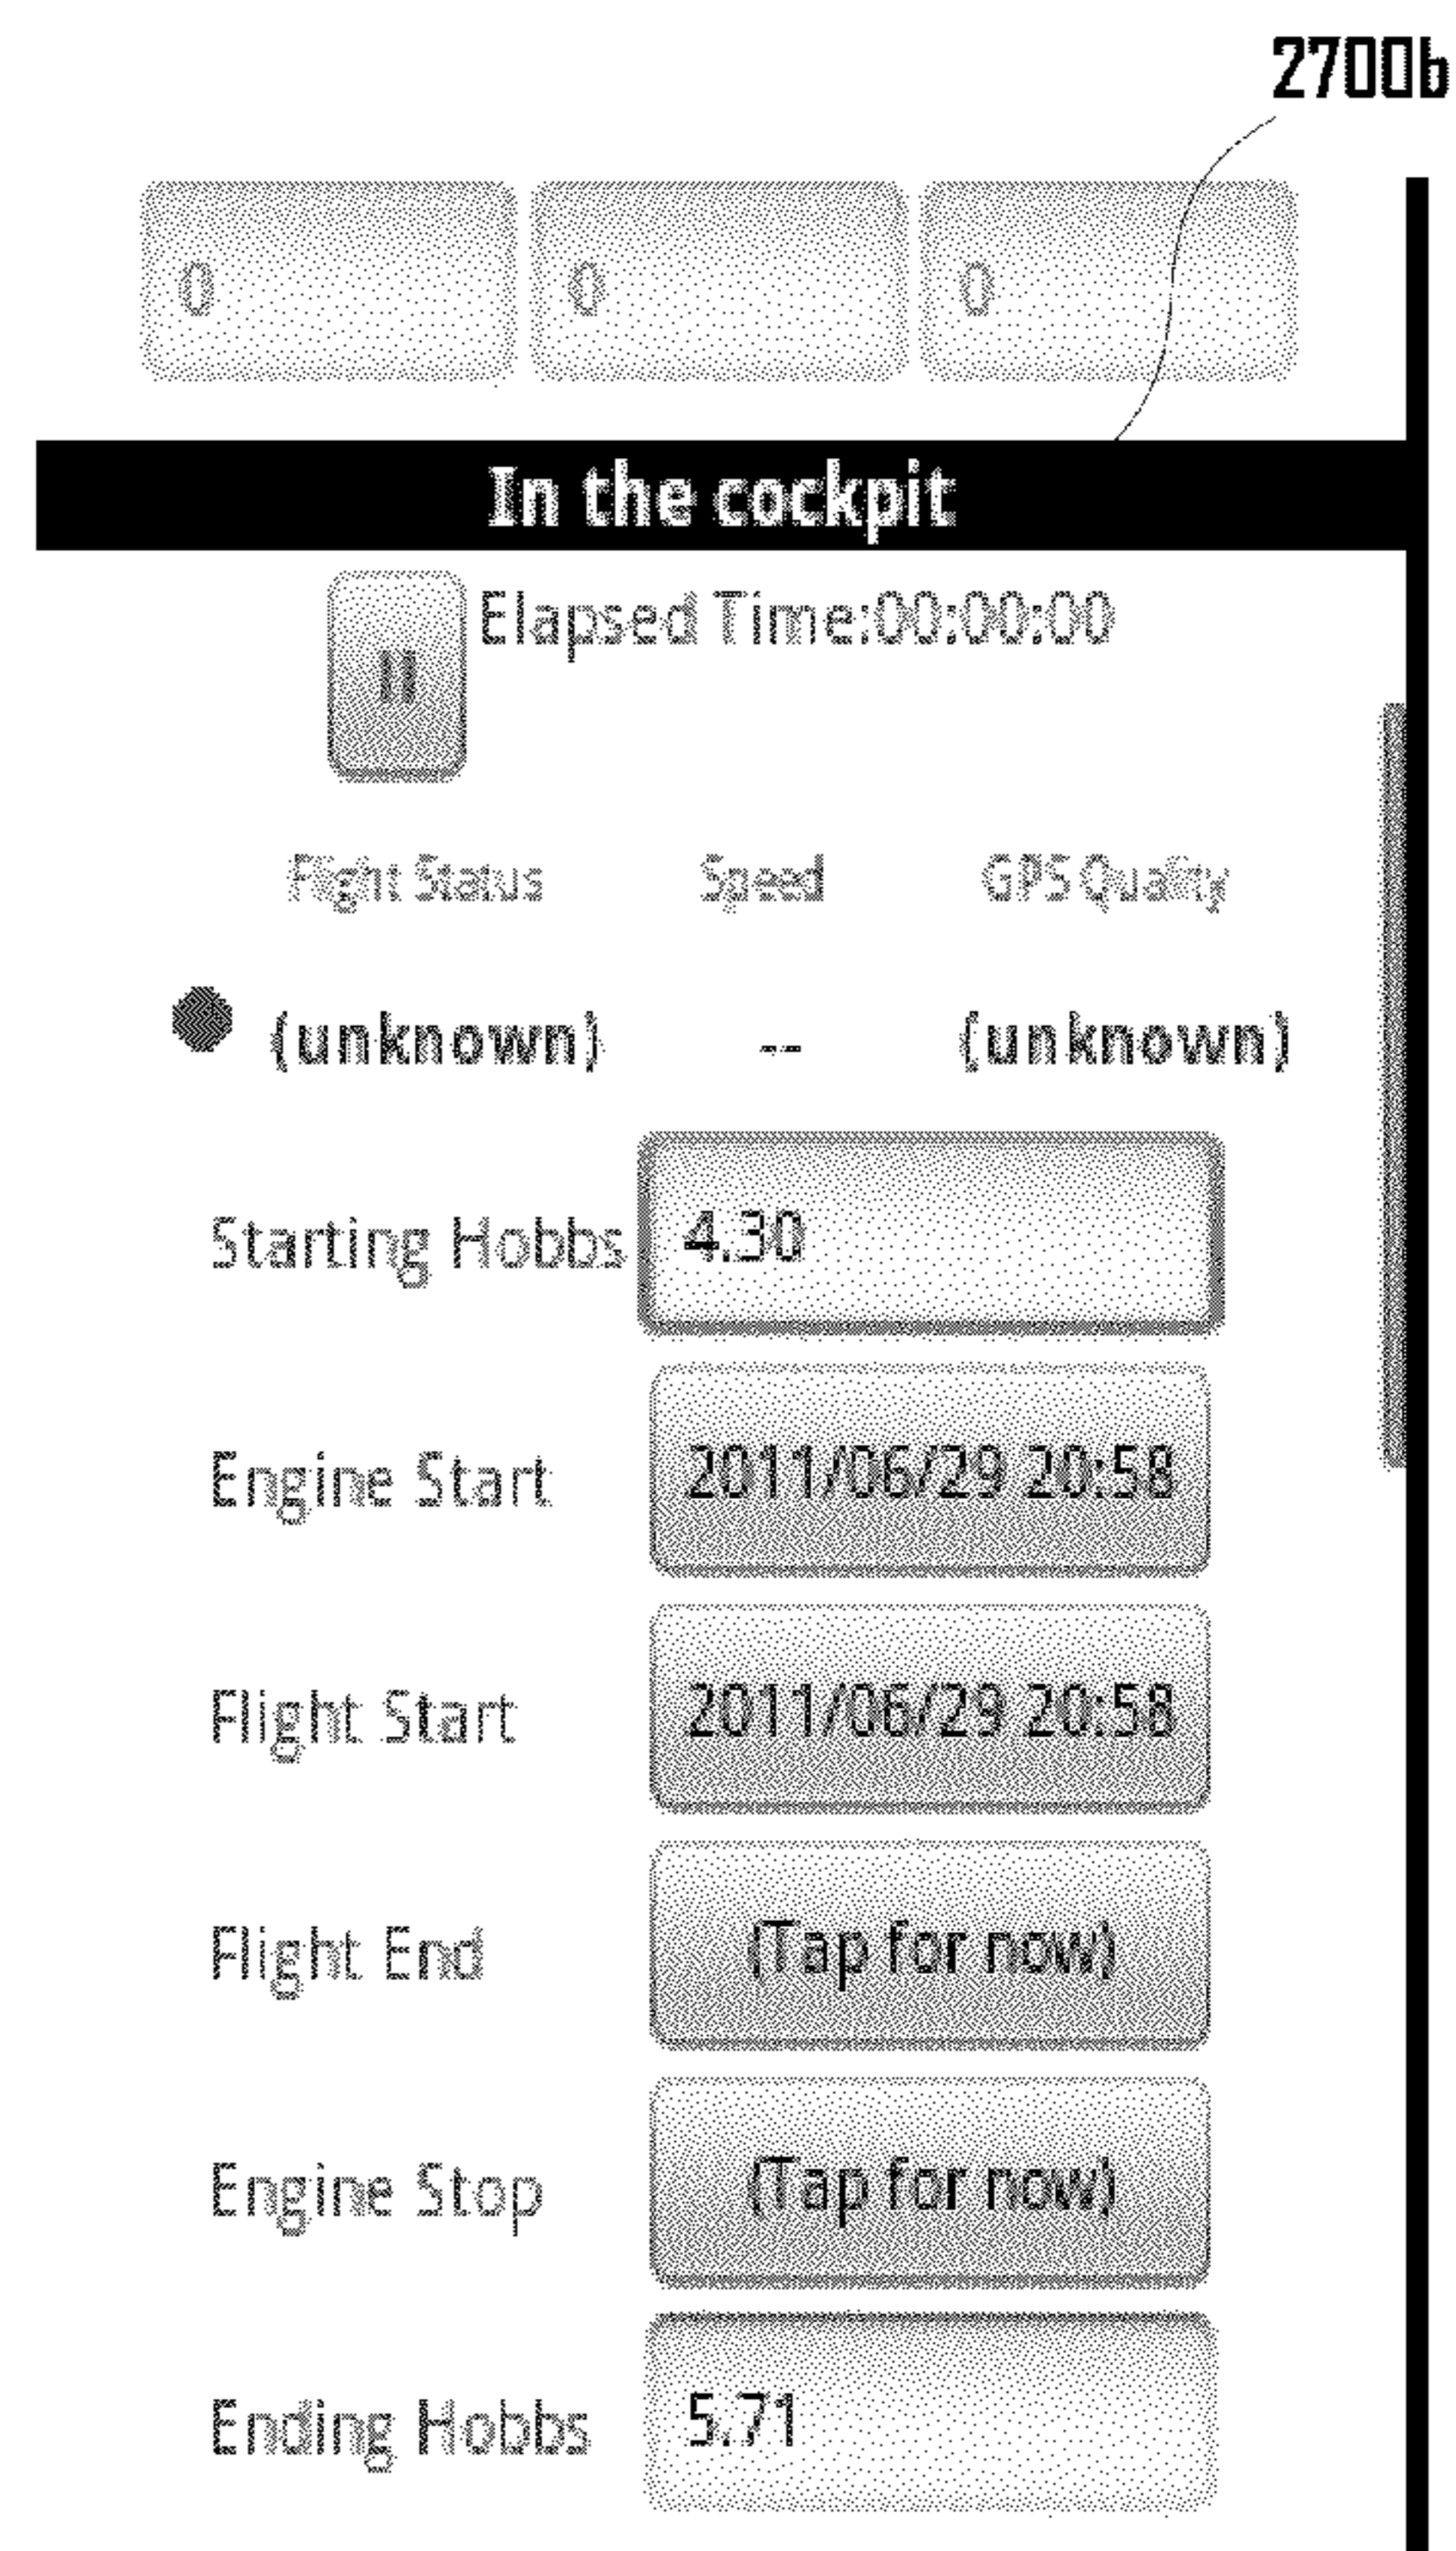 2700b
0 0 0
In the cockpit
Elapsed Time:00:00:00
Flight Status Speed GPS Quality
(unknown) -- (unknown)
Starting Hobbs 4.30
Engine Start 2011/06/29 20:58
Flight Start 2011/06/29 20:58
Flight End (Tap for now)
Engine Stop (Tap for now)
Ending Hobbs 5.71